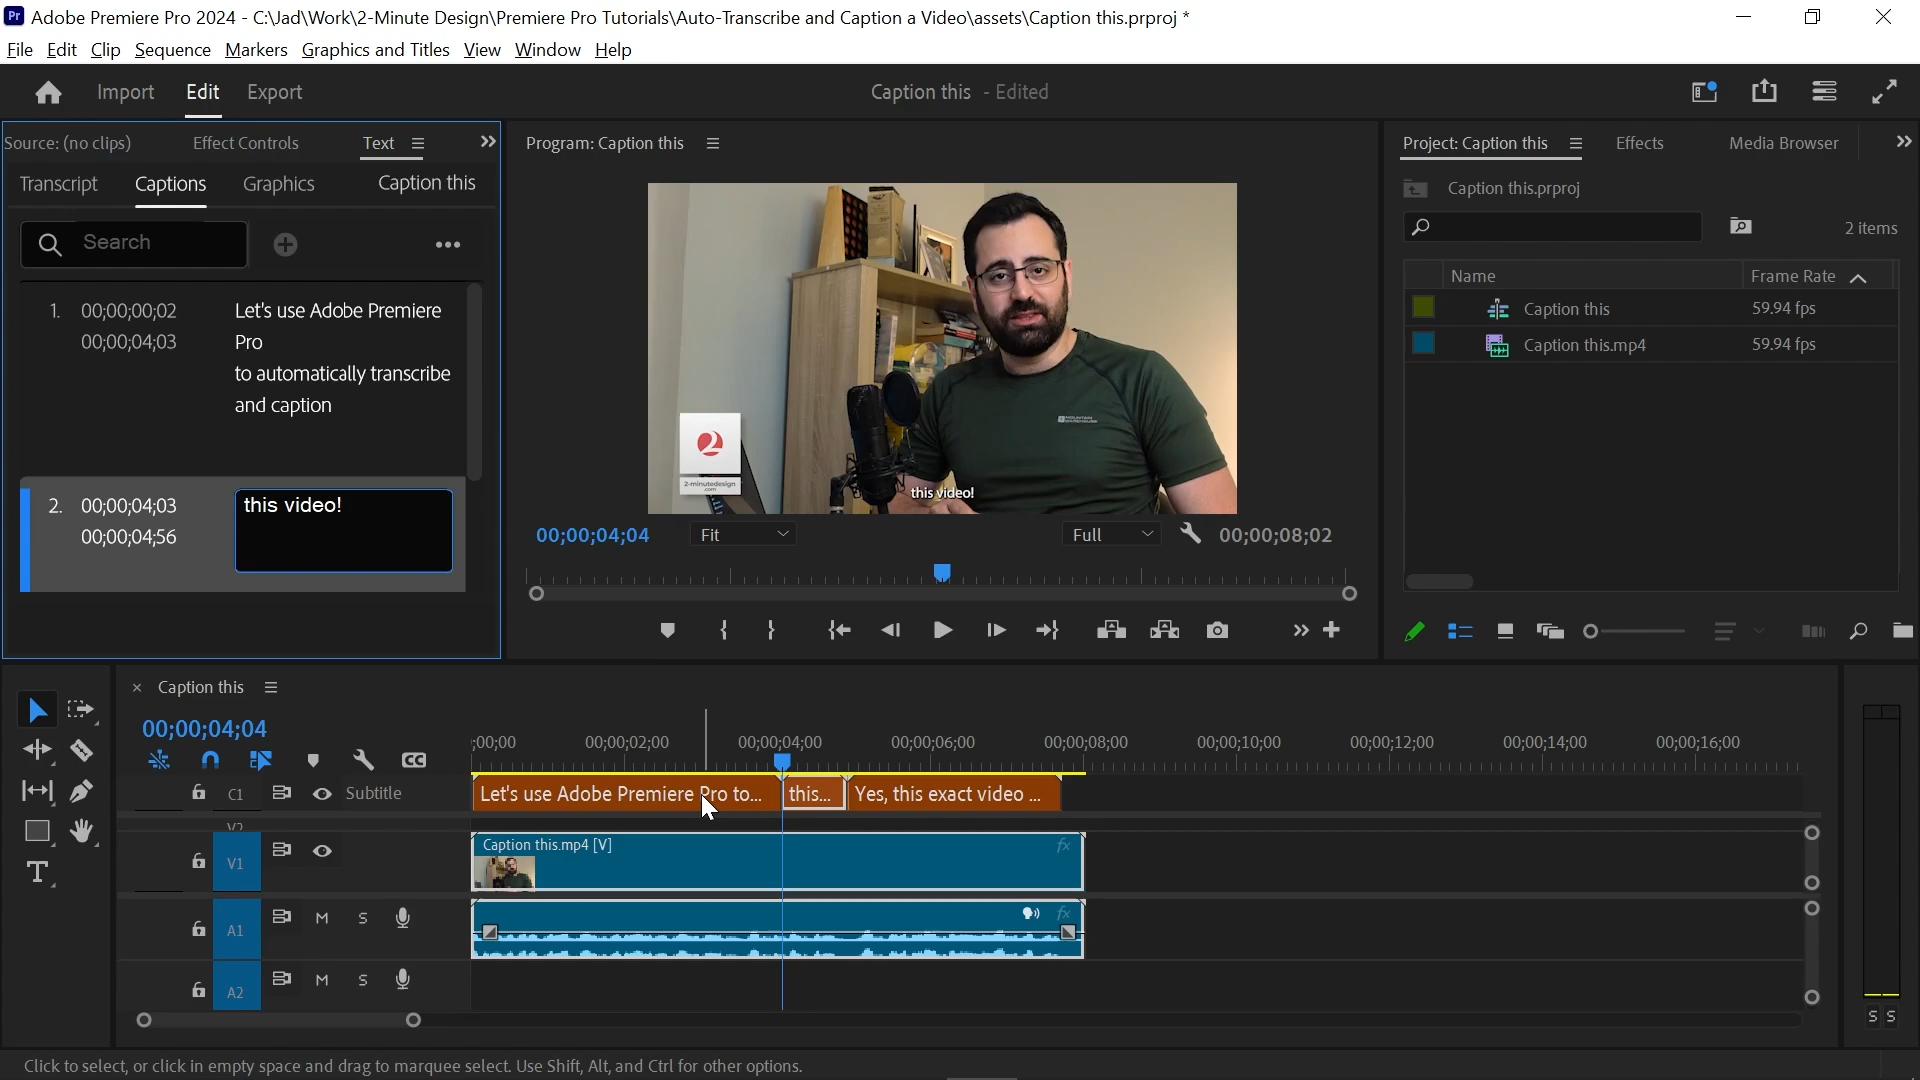 Adobe Premiere Pro 2024 - C:\Jad\Work\2-Minute Design\Premiere Pro Tutorials\Auto-Transcribe and Caption a Video\assets\Caption this.prproj *
File Edit Clip Sequence Markers Graphics and Titles View Window Help
Import Edit Export Caption this - Edited
Source: (no clips) Effect Controls Text
Program: Caption this
Project: Caption this Effects Media Browser
Transcript Captions Graphics Caption this
Caption this.prproj
Search
2 items
Name Frame Rate
Caption this 59.94 fps
Caption this.mp4 59.94 fps
1. 00;00;00;02 Let's use Adobe Premiere
00;00;04;03 Pro
to automatically transcribe
and caption
2. 00;00;04;03 this video!
00;00;04;56
MOUNTAIN
WAREHOUSE
2
2-minutedesign
.com
this video!
00;00;04;04 Fit Full 00;00;08;02
Caption this
00;00;04;04
;00;00 00;00;02;00 00;00;04;00 00;00;06;00 00;00;08;00 00;00;10;00 00;00;12;00 00;00;14;00 00;00;16;00
CC
C1 Subtitle Let's use Adobe Premiere Pro to... this... Yes, this exact video ...
V2
V1 Caption this.mp4 [V] fx
A1 M S fx
A2 M S
S S
Click to select, or click in empty space and drag to marquee select. Use Shift, Alt, and Ctrl for other options.